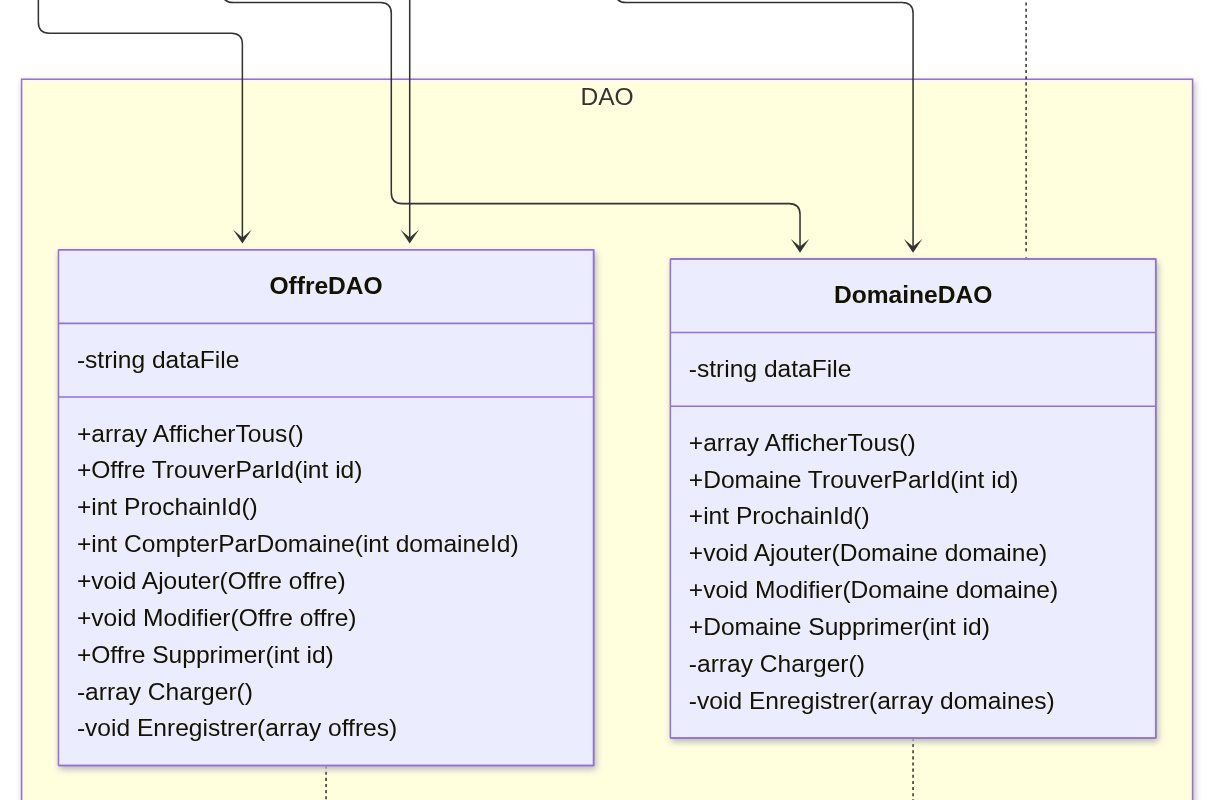 DAO
OffreDAO
-string dataFile
+array AfficherTous()
+Offre TrouverParId(int id)
+int ProchainId()
+int CompterParDomaine(int domaineId)
+void Ajouter(Offre offre)
+void Modifier(Offre offre)
+Offre Supprimer(int id)
-array Charger()
-void Enregistrer(array offres)
DomaineDAO
-string dataFile
+array AfficherTous()
+Domaine TrouverParId(int id)
+int ProchainId()
+void Ajouter(Domaine domaine)
+void Modifier(Domaine domaine)
+Domaine Supprimer(int id)
-array Charger()
-void Enregistrer(array domaines)